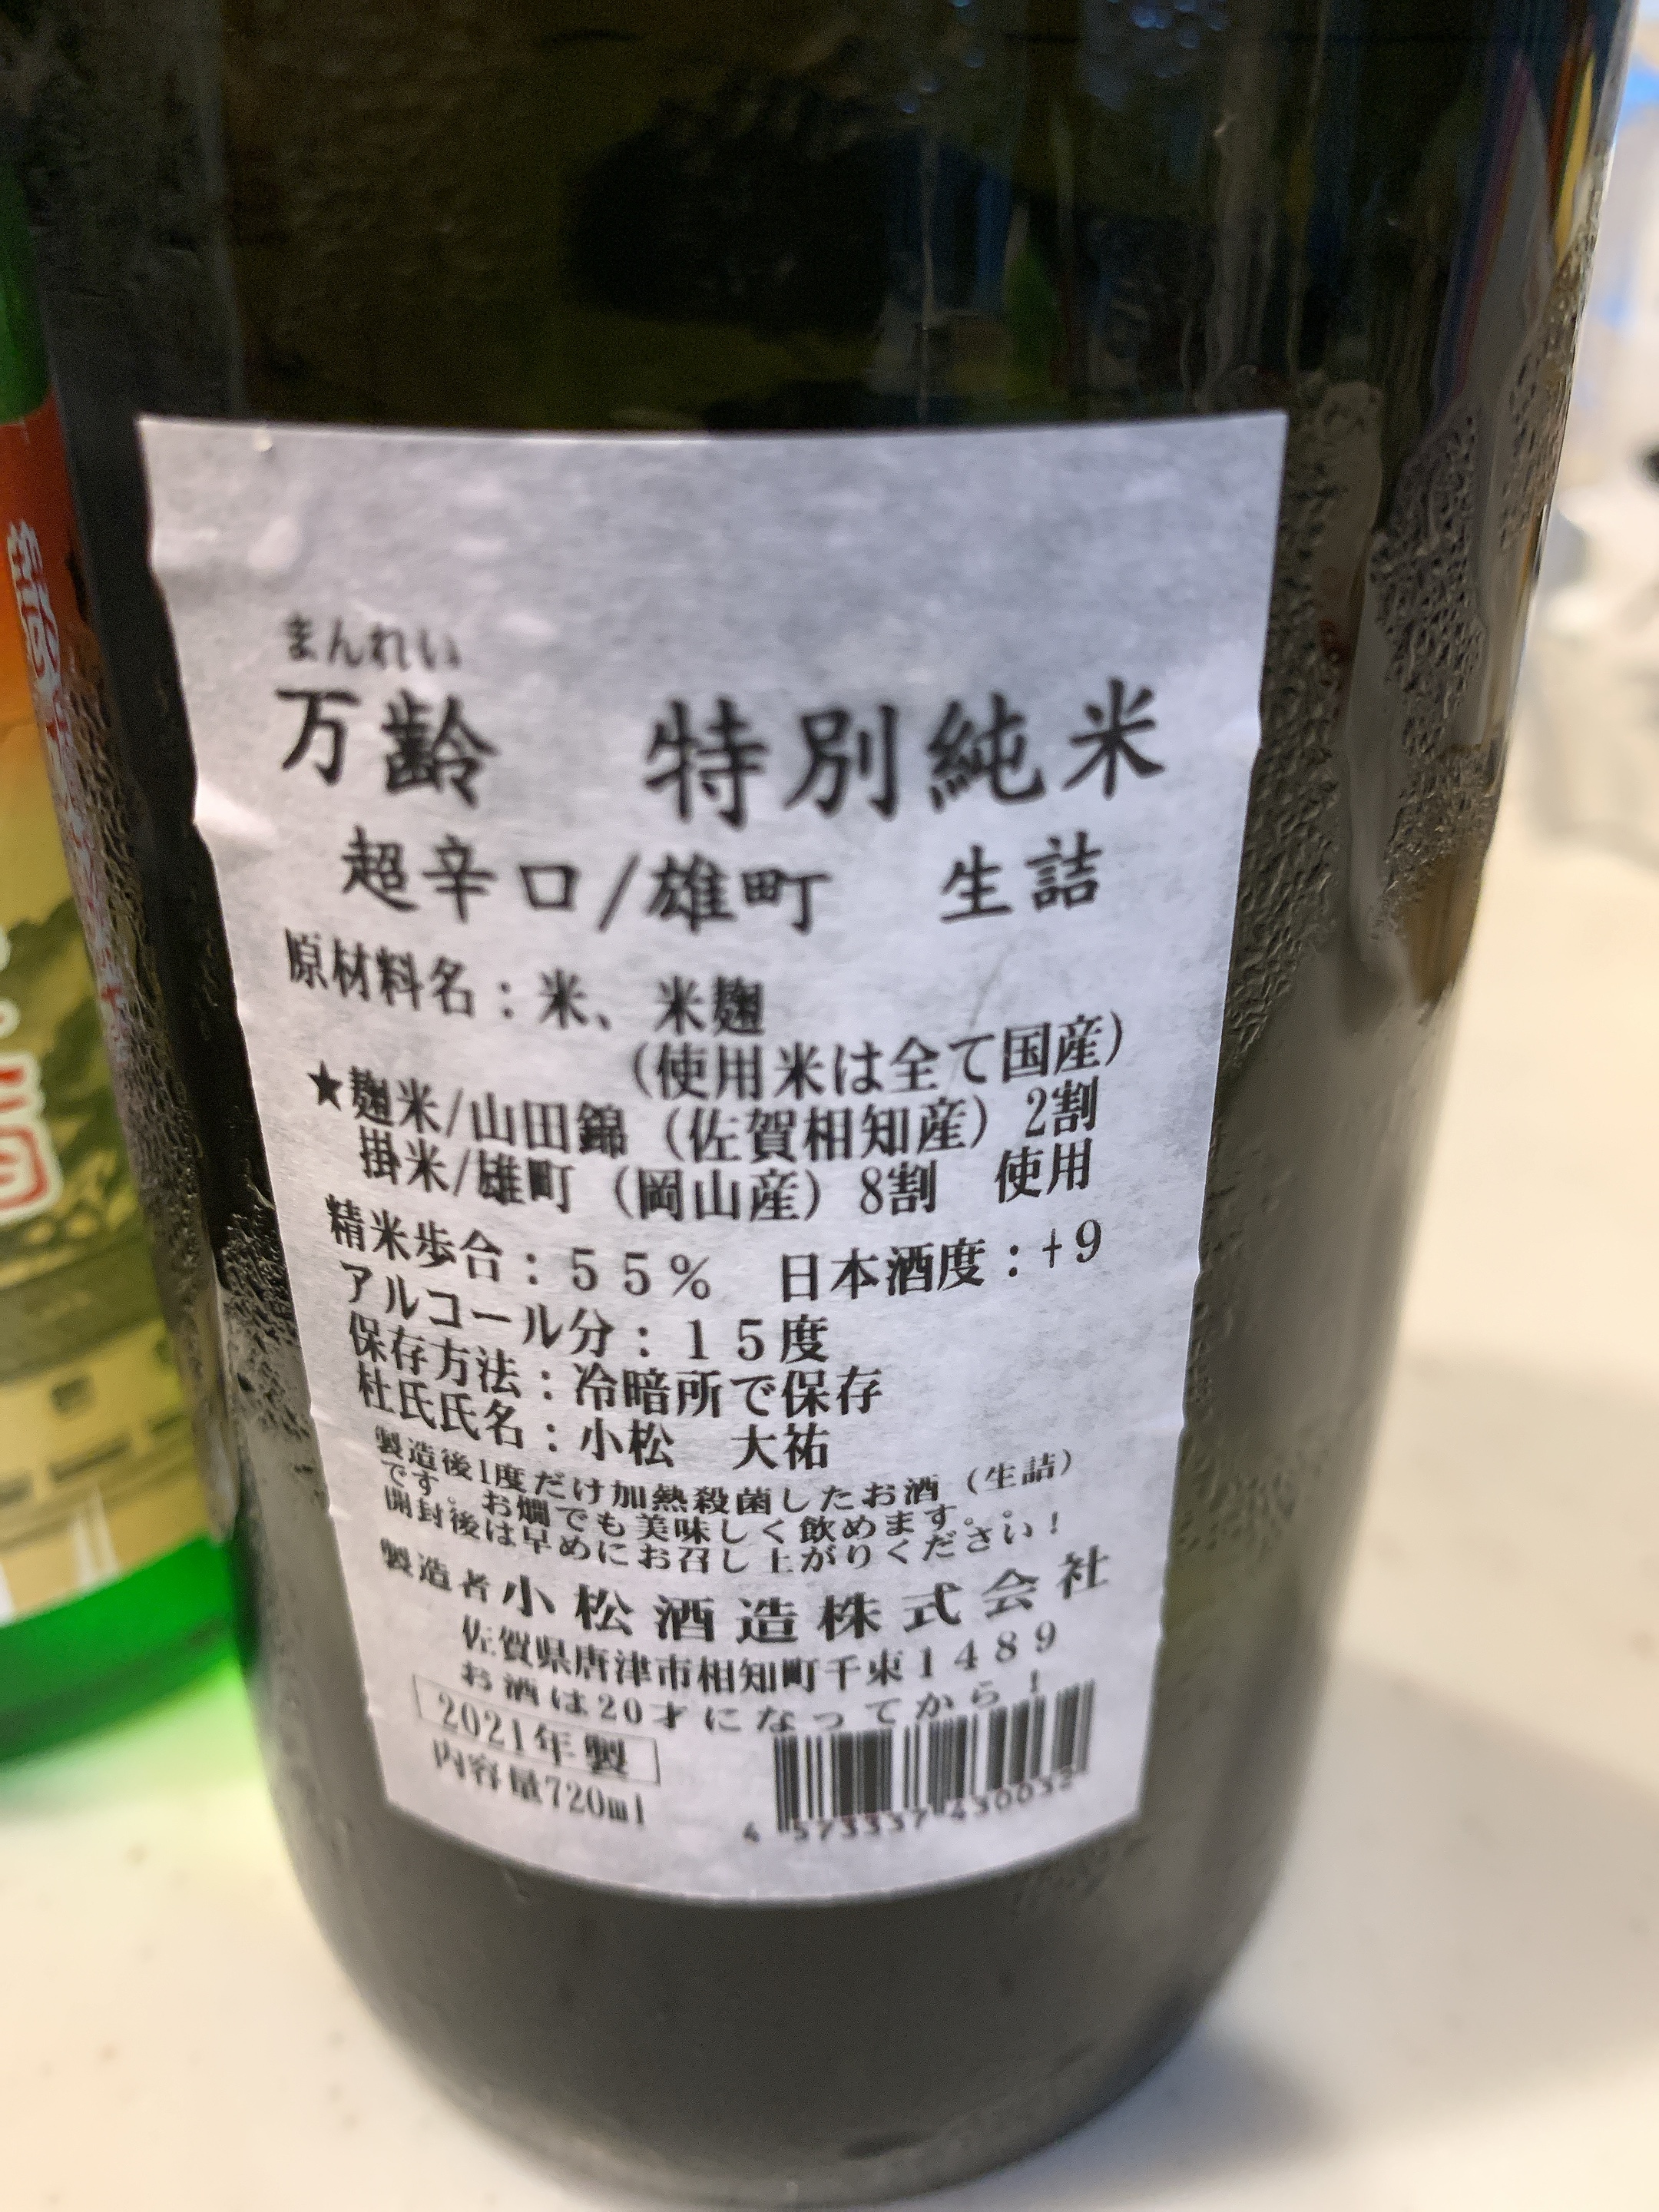 まんれい
万齢　特別純米
超辛口/雄町　生詰
原材料名：米、米麹
(使用米は全て国産)
★麹米/山田錦（佐賀相知産）2割
掛米/雄町（岡山産）8割　使用
精米歩合：５５％　日本酒度：+9
アルコール分：１５度
保存方法：冷暗所で保存
杜氏氏名：小松　大祐
製造後1度だけ加熱殺菌したお酒（生詰）
です。お燗でも美味しく飲めます。
開封後は早めにお召し上がりください！
製造者小松酒造株式会社
佐賀県唐津市相知町千束１４８９
お酒は20才になってから！
2021年製
内容量720ml
4 573337 430032